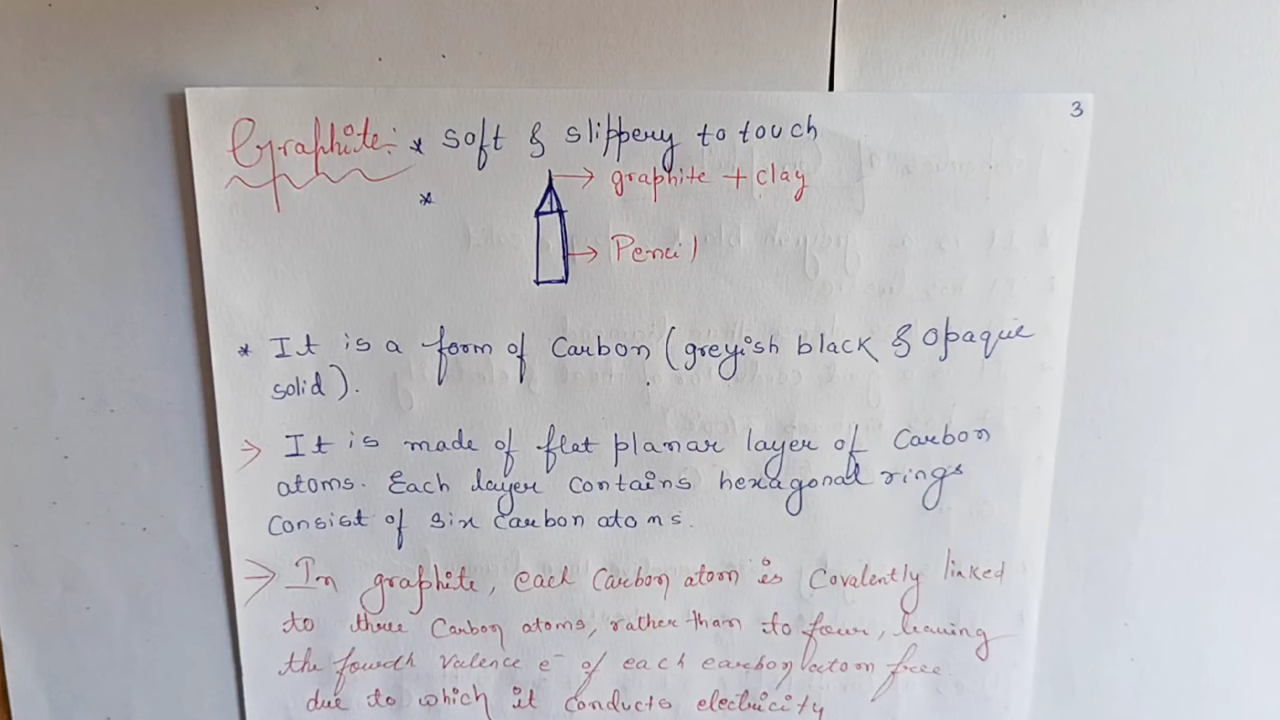 3
Graphite:- * soft & slippery to touch
* → graphite + clay
→ Pencil
* It is a form of Carbon (greyish black & opaque
solid).
→ It is made of flat planar layer of Carbon
atoms. Each layer contains hexagonal rings
consist of six carbon atoms.
⇒ In graphite, each carbon atom is covalently linked
to three carbon atoms, rather than to four, leaving
the fourth valence e⁻ of each carbon atom free
due to which it conducts electricity